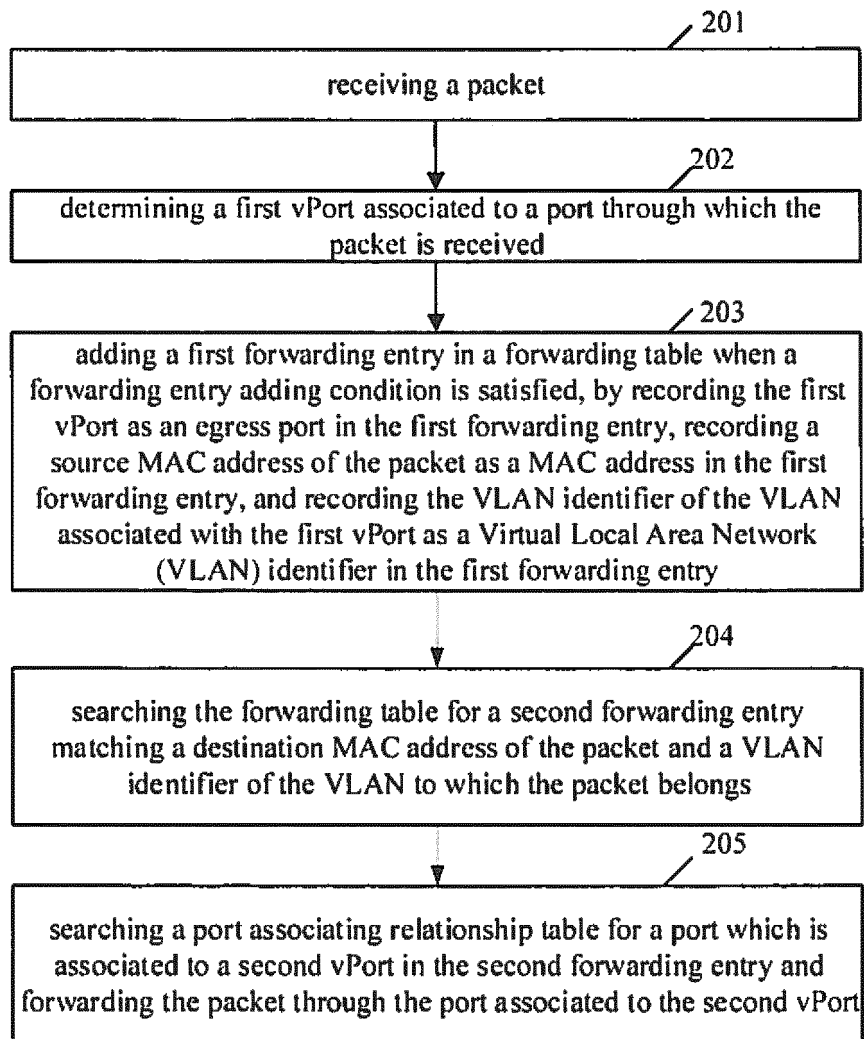 201
receiving a packet
202
determining a first vPort associated to a port through which the
packet is received
203
adding a first forwarding entry in a forwarding table when a
forwarding entry adding condition is satisfied, by recording the first
vPort as an egress port in the first forwarding entry, recording a
source MAC address of the packet as a MAC address in the first
forwarding entry, and recording the VLAN identifier of the VLAN
associated with the first vPort as a Virtual Local Area Network
(VLAN) identifier in the first forwarding entry
204
searching the forwarding table for a second forwarding entry
matching a destination MAC address of the packet and a VLAN
identifier of the VLAN to which the packet belongs
205
searching a port associating relationship table for a port which is
associated to a second vPort in the second forwarding entry and
forwarding the packet through the port associated to the second vPort